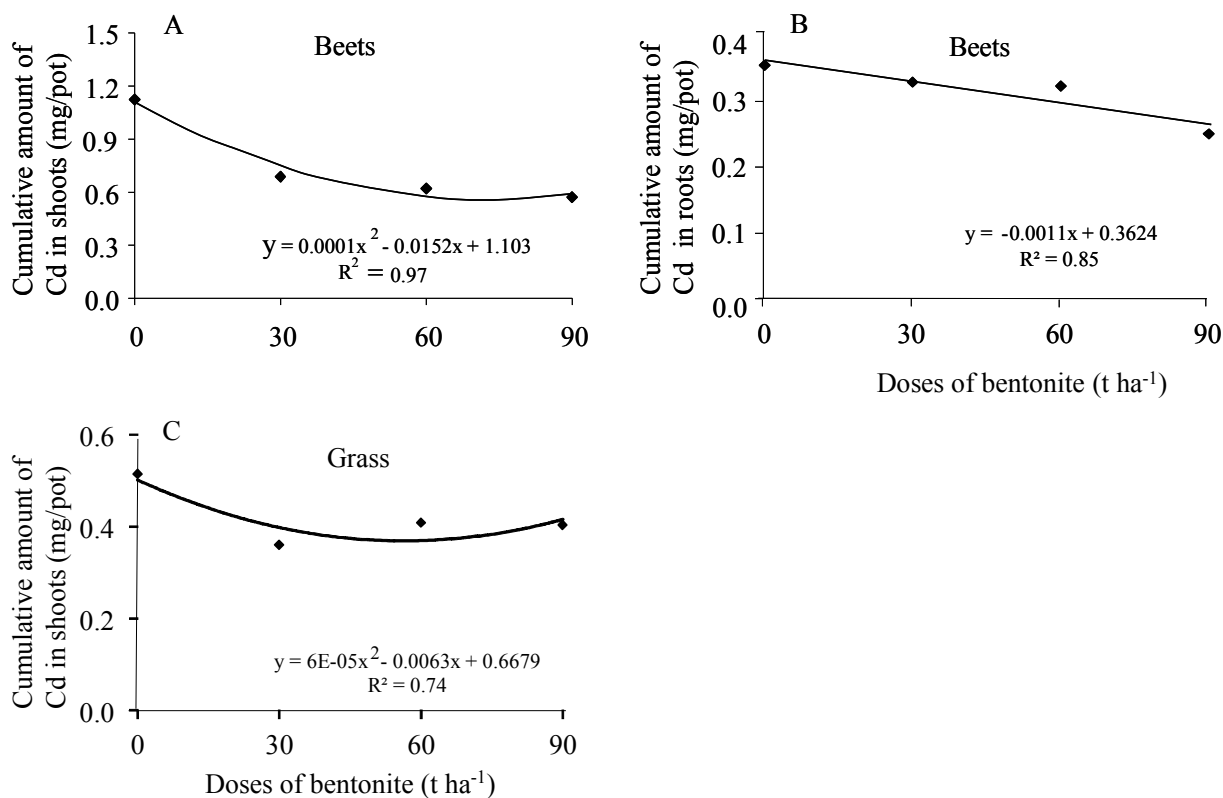 A
Beets
Cumulative amount of
Cd in shoots (mg/pot)
1.5
1.2
0.9
0.6
0.3
0.0
y = 0.0001x² - 0.0152x + 1.103
R² = 0.97
0 30 60 90
B
Beets
Cumulative amount of
Cd in roots (mg/pot)
0.4
0.3
0.2
0.1
0.0
y = -0.0011x + 0.3624
R² = 0.85
0 30 60 90
Doses of bentonite (t ha⁻¹)
C
Grass
Cumulative amount of
Cd in shoots (mg/pot)
0.6
0.4
0.2
0.0
y = 6E-05x² - 0.0063x + 0.6679
R² = 0.74
0 30 60 90
Doses of bentonite (t ha⁻¹)